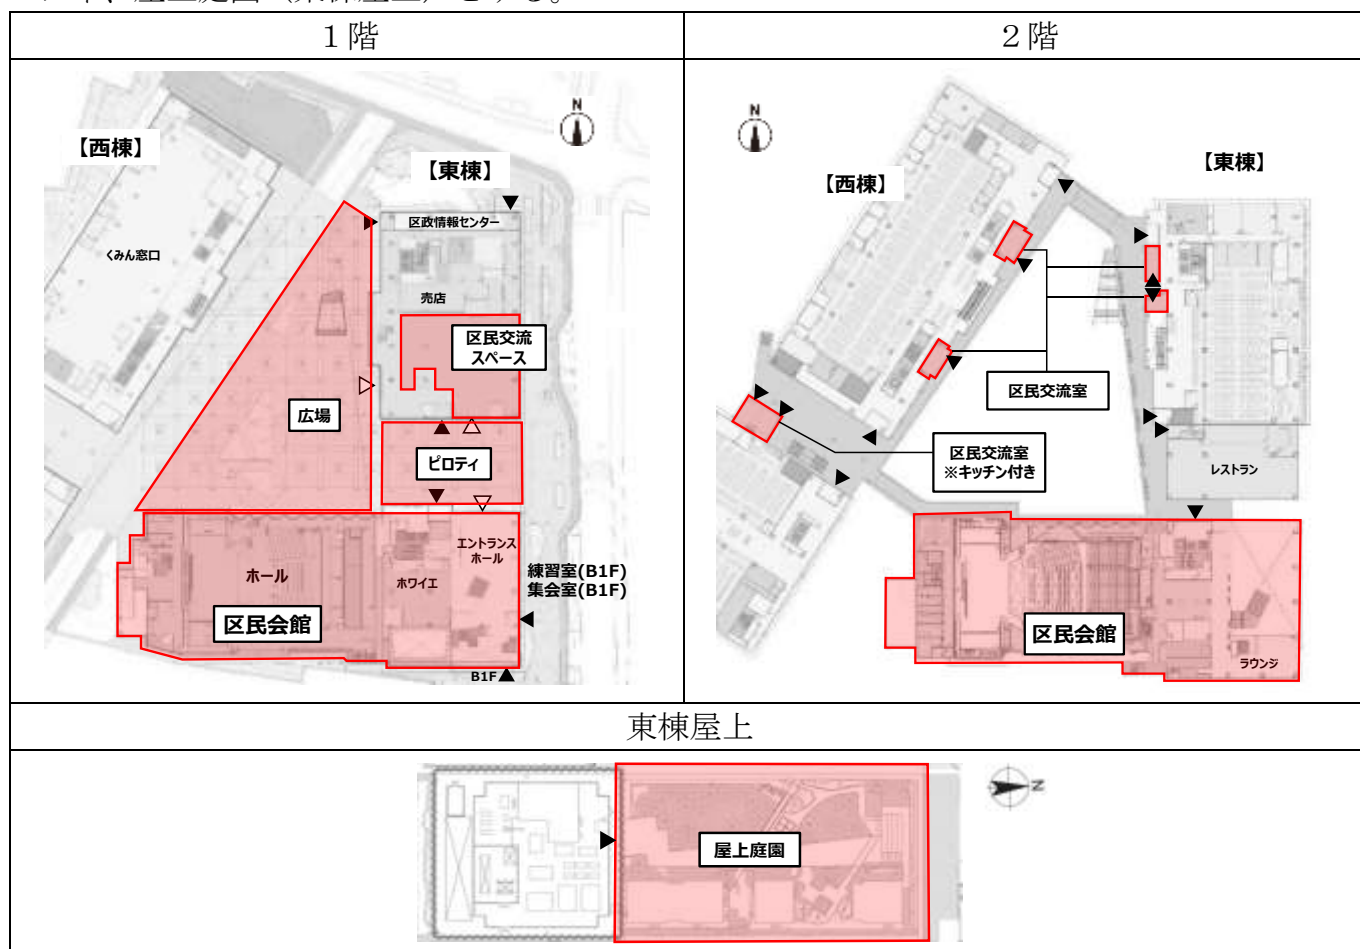 １階
２階
N
【西棟】
【東棟】
区政情報センター
くみん窓口
売店
区民交流
スペース
広場
ピロティ
エントランス
ホール
ホール
ホワイエ
練習室(B1F)
集会室(B1F)
区民会館
B1F
N
【西棟】
【東棟】
区民交流室
区民交流室
※キッチン付き
レストラン
区民会館
ラウンジ
東棟屋上
N
屋上庭園